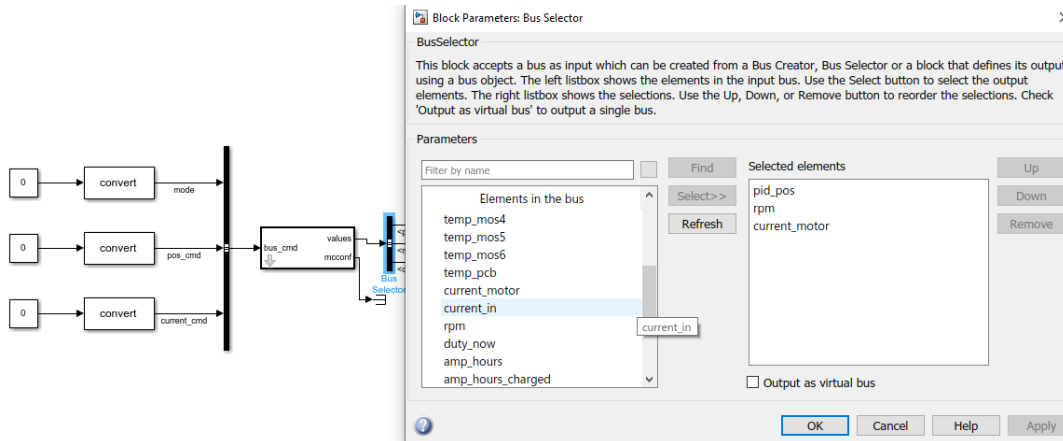 Block Parameters: Bus Selector
BusSelector
This block accepts a bus as input which can be created from a Bus Creator, Bus Selector or a block that defines its output
using a bus object. The left listbox shows the elements in the input bus. Use the Select button to select the output
elements. The right listbox shows the selections. Use the Up, Down, or Remove button to reorder the selections. Check
'Output as virtual bus' to output a single bus.
Parameters
Filter by name
Find
Selected elements
Up
Elements in the bus
Select>>
Down
Refresh
Remove
temp_mos4
temp_mos5
temp_mos6
temp_pcb
current_motor
current_in
rpm
duty_now
amp_hours
amp_hours_charged
current_in
pid_pos
rpm
current_motor
Output as virtual bus
OK
Cancel
Help
Apply
0
convert
mode
0
convert
pos_cmd
0
convert
current_cmd
bus_cmd
values
mcconf
Bus
Selector
<p
<r
<c